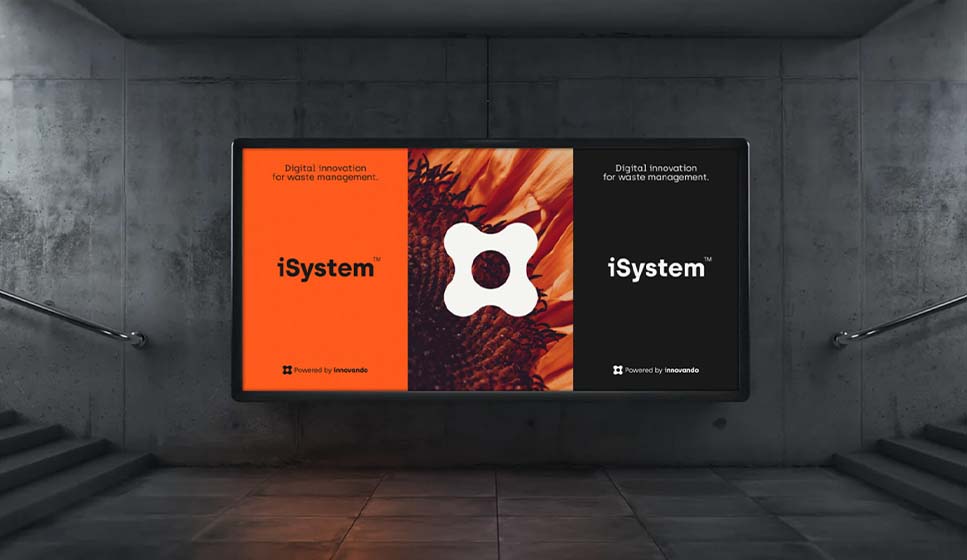 Digital innovation
for waste management.
iSystem™
Powered by innovando
Digital innovation
for waste management.
iSystem™
Powered by innovando